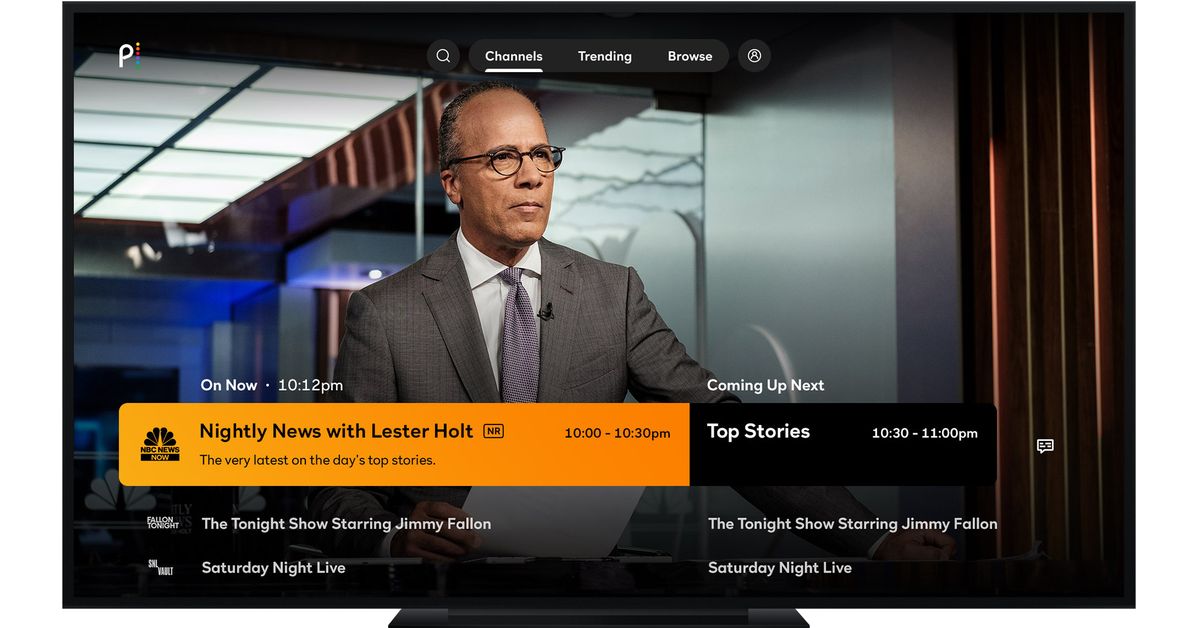 P
Channels
Trending
Browse
On Now · 10:12pm
Coming Up Next
NBC NEWS
NOW
Nightly News with Lester Holt NR
10:00 - 10:30pm
The very latest on the day's top stories.
Top Stories
10:30 - 11:00pm
FALLON
TONIGHT
The Tonight Show Starring Jimmy Fallon
The Tonight Show Starring Jimmy Fallon
SNL
VAULT
Saturday Night Live
Saturday Night Live